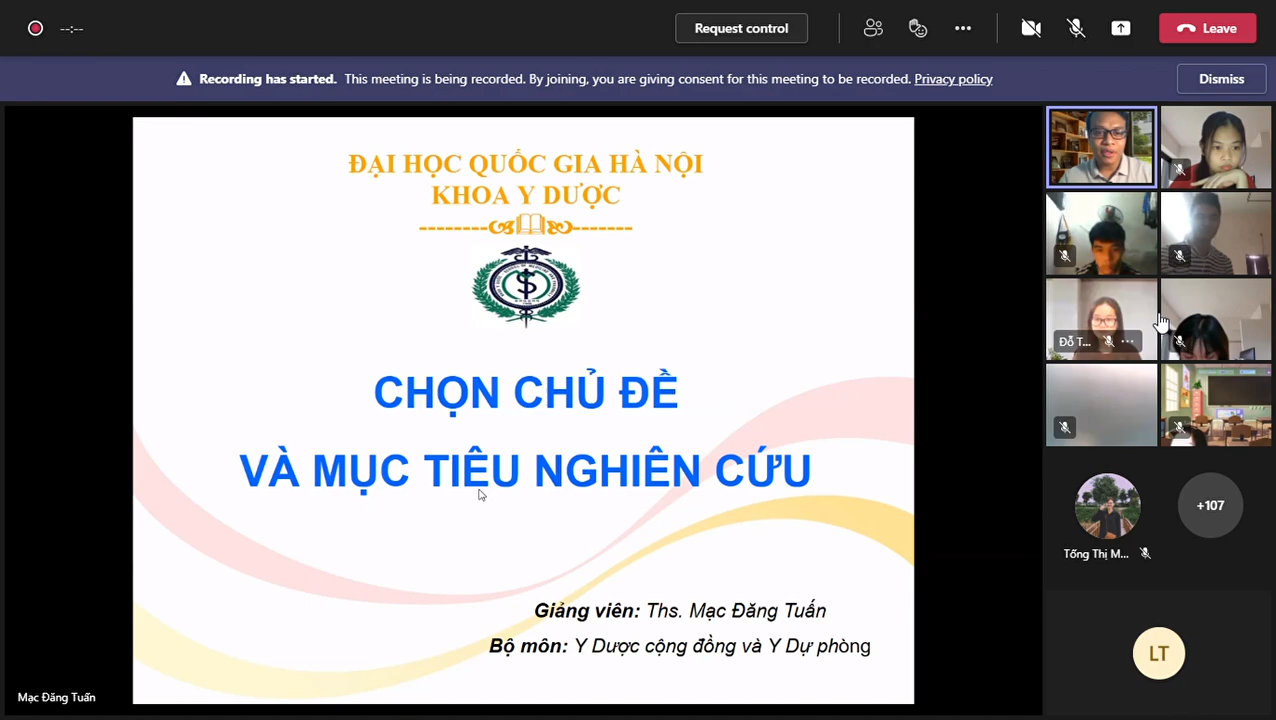 --:--
Request control
Leave
Recording has started. This meeting is being recorded. By joining, you are giving consent for this meeting to be recorded. Privacy policy
Dismiss
ĐẠI HỌC QUỐC GIA HÀ NỘI
KHOA Y DƯỢC
CHỌN CHỦ ĐỀ
VÀ MỤC TIÊU NGHIÊN CỨU
Giảng viên: Ths. Mạc Đăng Tuấn
Bộ môn: Y Dược cộng đồng và Y Dự phòng
Mạc Đăng Tuấn
Đỗ T...
Tống Thị M...
+107
LT